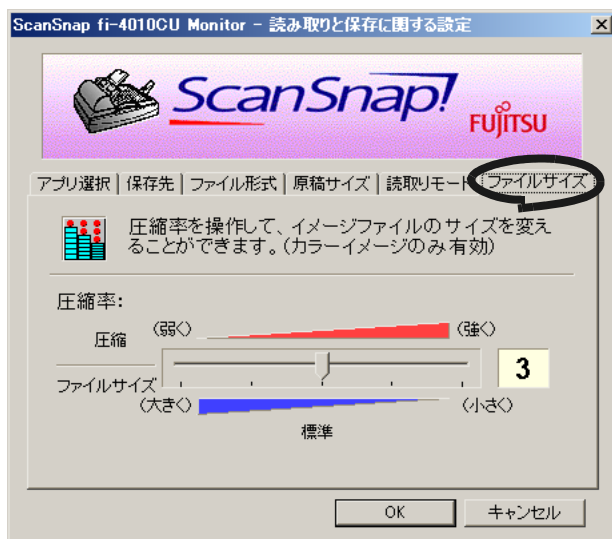 ScanSnap fi-4010CU Monitor - 読み取りと保存に関する設定
ScanSnap!
FUJITSU
アプリ選択 保存先 ファイル形式 原稿サイズ 読取りモード ファイルサイズ
圧縮率を操作して、イメージファイルのサイズを変え
ることができます。(カラーイメージのみ有効)
圧縮率:
圧縮 (弱く) (強く)
3
ファイルサイズ
(大きく) (小さく)
標準
OK キャンセル